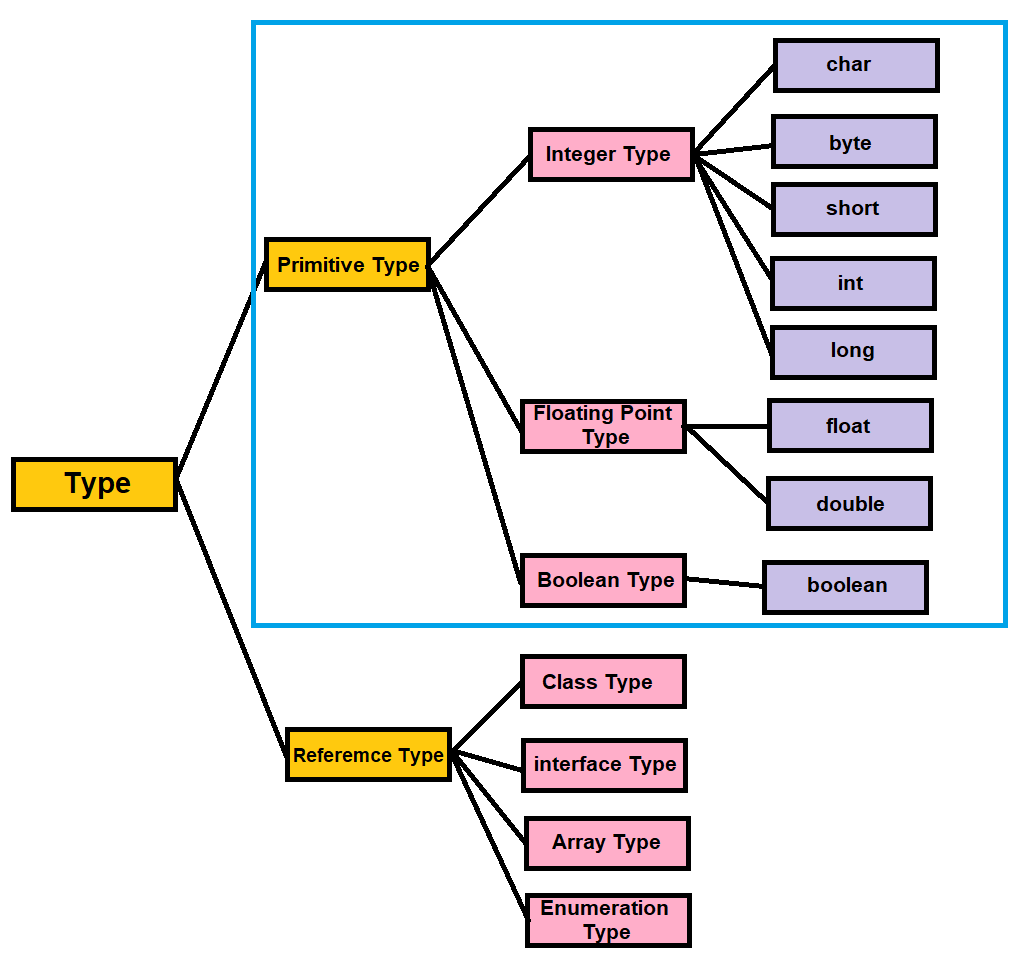 Type
Primitive Type
Integer Type
char
byte
short
int
long
Floating Point
Type
float
double
Boolean Type
boolean
Referemce Type
Class Type
interface Type
Array Type
Enumeration
Type